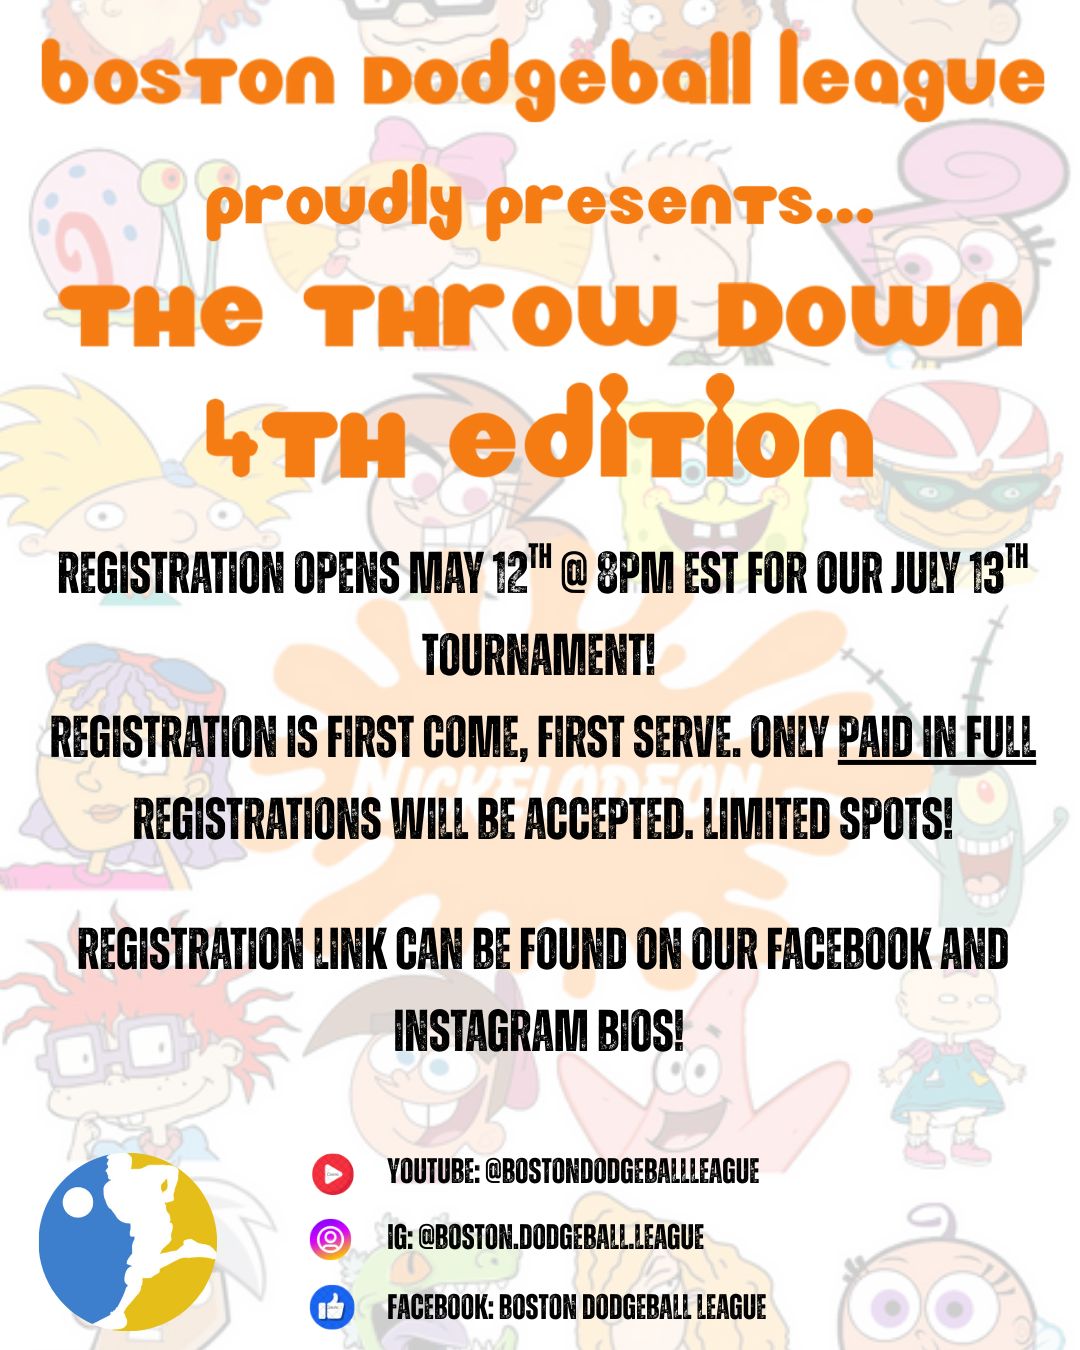 Boston Dodgeball League
proudly presents...
The Throw Down
4th Edition
REGISTRATION OPENS MAY 12TH @ 8PM EST FOR OUR JULY 13TH
TOURNAMENT!
REGISTRATION IS FIRST COME, FIRST SERVE. ONLY PAID IN FULL
NICKELODEON
REGISTRATIONS WILL BE ACCEPTED. LIMITED SPOTS!
REGISTRATION LINK CAN BE FOUND ON OUR FACEBOOK AND
INSTAGRAM BIOS!
YOUTUBE: @BOSTONDODGEBALLLEAGUE
IG: @BOSTON.DODGEBALL.LEAGUE
FACEBOOK: BOSTON DODGEBALL LEAGUE